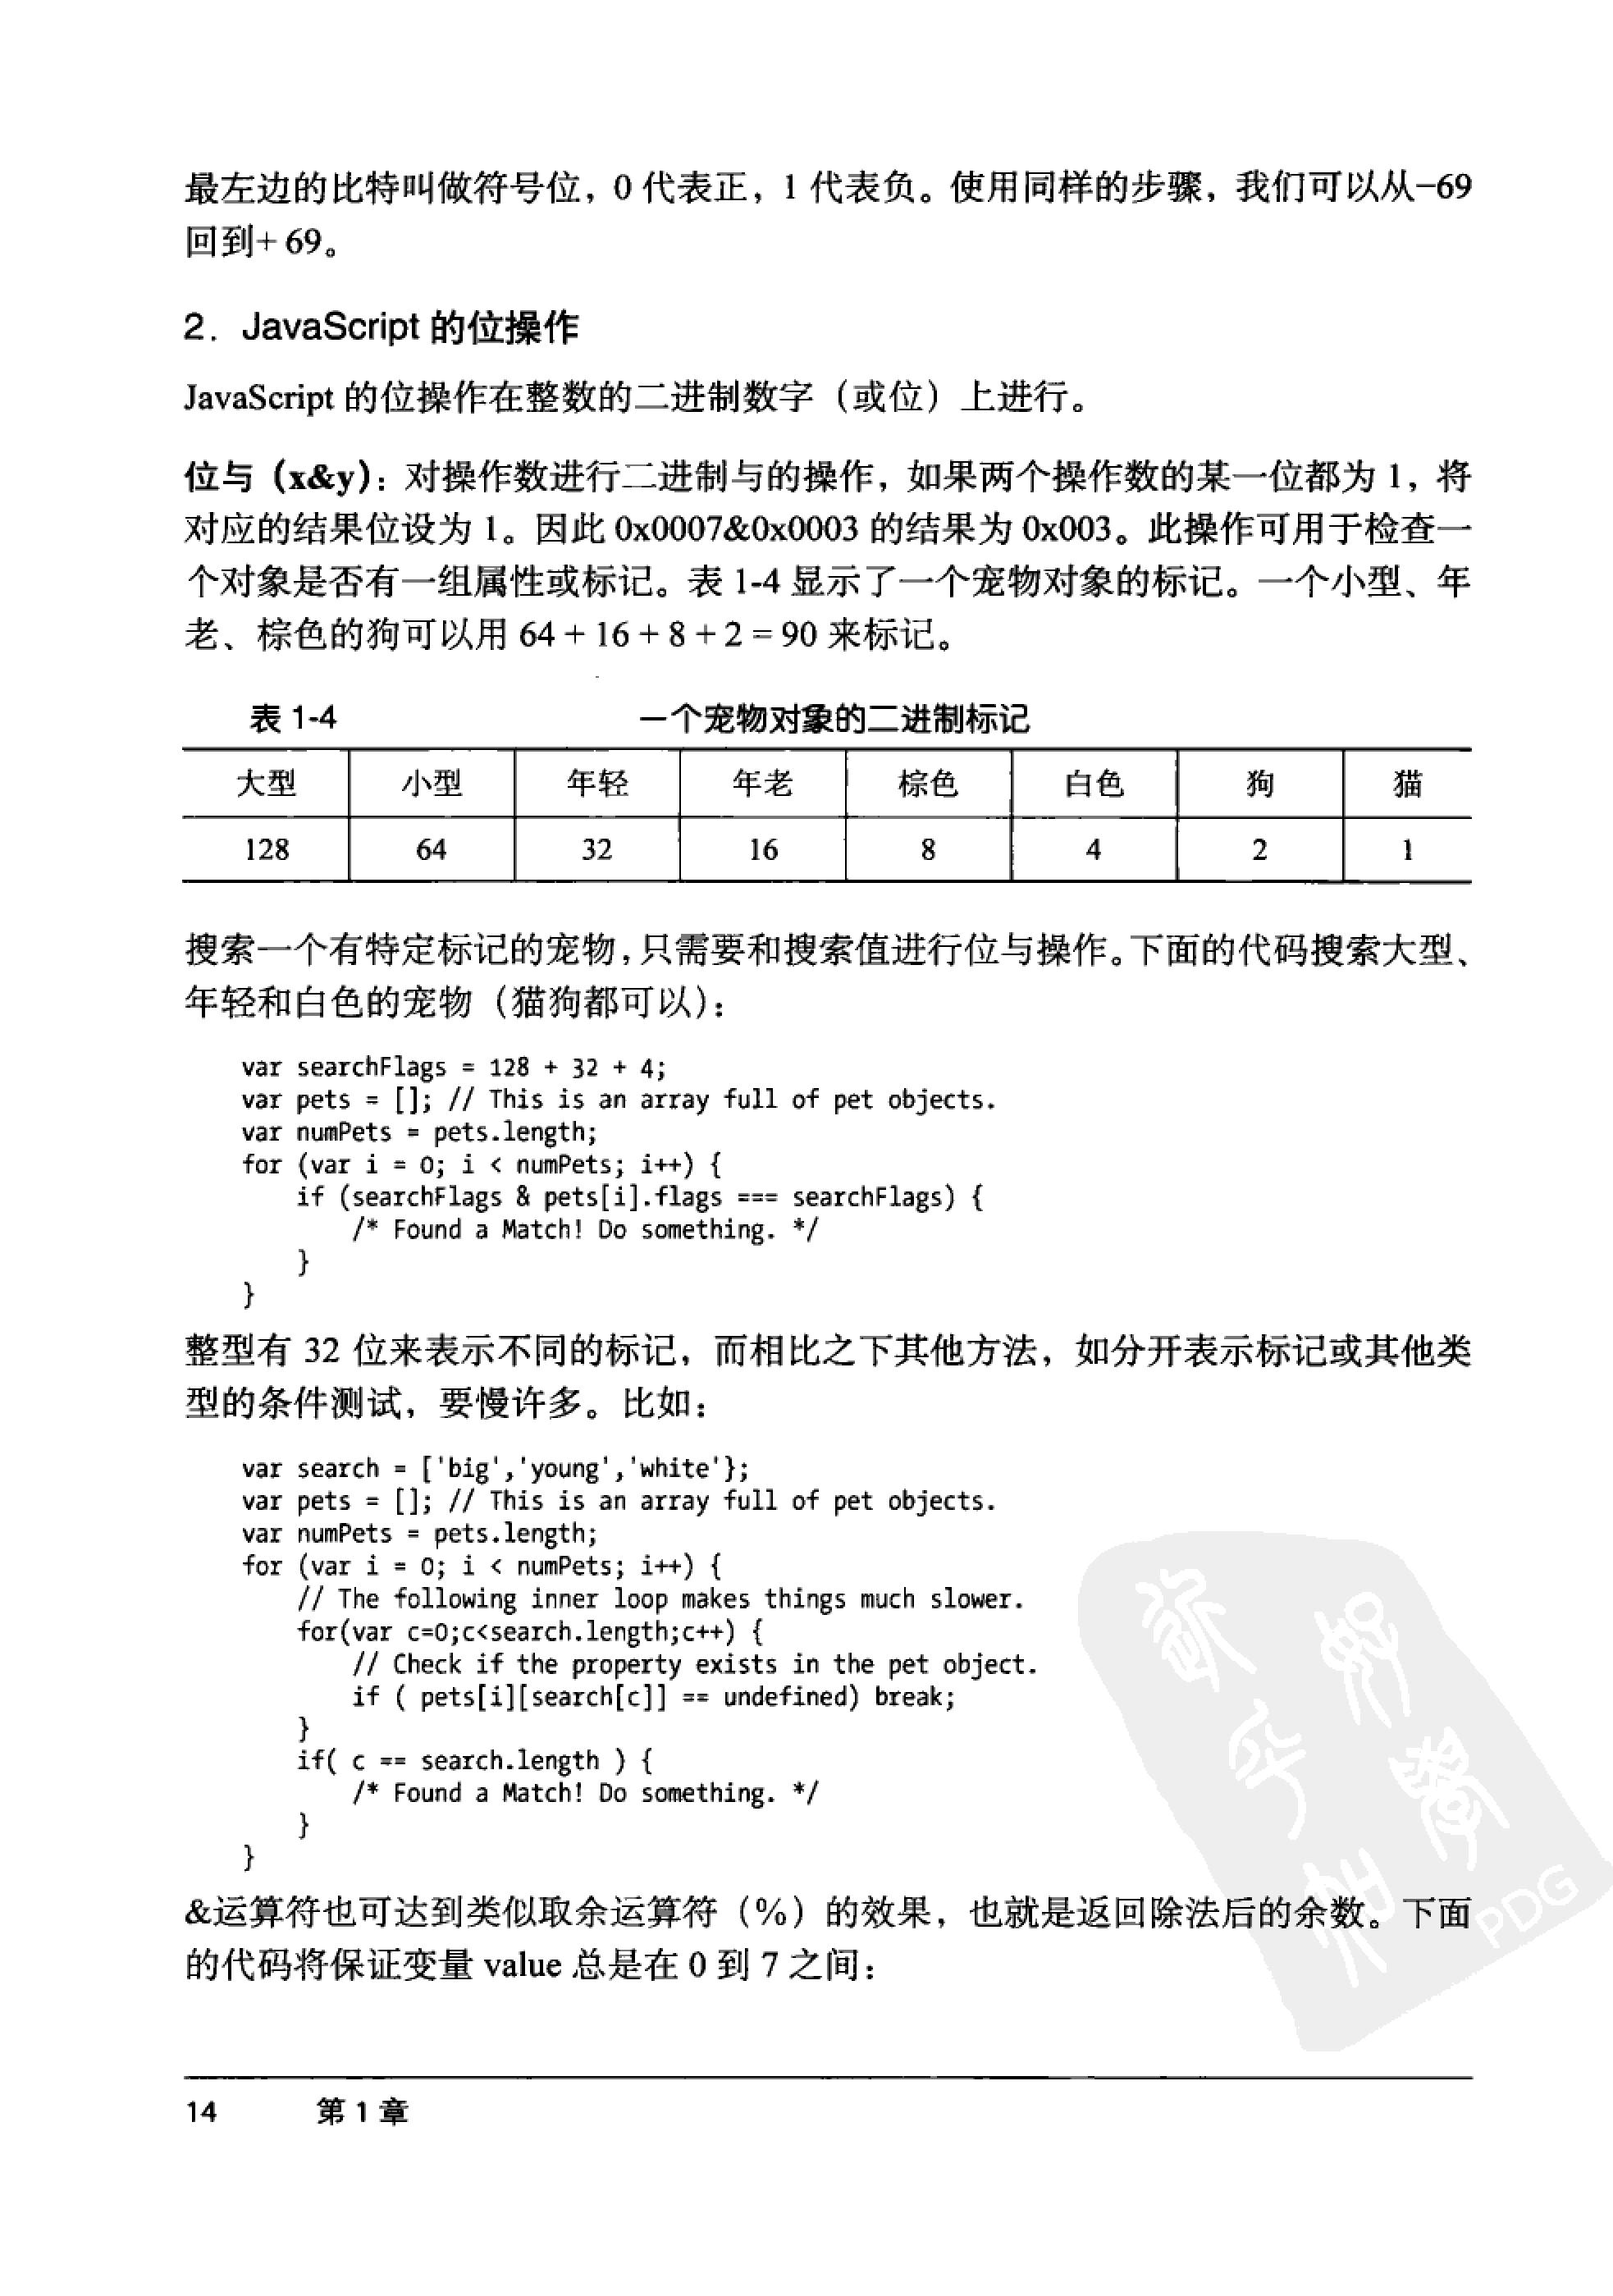 最左边的比特叫做符号位，0 代表正，1 代表负。使用同样的步骤，我们可以从–69
回到+ 69。
2．JavaScript 的位操作
JavaScript 的位操作在整数的二进制数字（或位）上进行。
位与（x&y）：对操作数进行二进制与的操作，如果两个操作数的某一位都为 1，将
对应的结果位设为 1。因此 0x0007&0x0003 的结果为 0x003。此操作可用于检查一
个对象是否有一组属性或标记。表 1-4 显示了一个宠物对象的标记。一个小型、年
老、棕色的狗可以用 64 + 16 + 8 + 2 = 90 来标记。
表 1-4 一个宠物对象的二进制标记
大型 小型 年轻 年老 棕色 白色 狗 猫
128 64 32 16 8 4 2 1
搜索一个有特定标记的宠物，只需要和搜索值进行位与操作。下面的代码搜索大型、
年轻和白色的宠物（猫狗都可以）：
var searchFlags = 128 + 32 + 4;
var pets = []; // This is an array full of pet objects.
var numPets = pets.length;
for (var i = 0; i < numPets; i++) {
    if (searchFlags & pets[i].flags === searchFlags) {
        /* Found a Match! Do something. */
    }
}
整型有 32 位来表示不同的标记，而相比之下其他方法，如分开表示标记或其他类
型的条件测试，要慢许多。比如：
var search = ['big','young','white'};
var pets = []; // This is an array full of pet objects.
var numPets = pets.length;
for (var i = 0; i < numPets; i++) {
    // The following inner loop makes things much slower.
    for(var c=0;c<search.length;c++) {
        // Check if the property exists in the pet object.
        if ( pets[i][search[c]] == undefined) break;
    }
    if( c == search.length ) {
        /* Found a Match! Do something. */
    }
}
&运算符也可达到类似取余运算符（%）的效果，也就是返回除法后的余数。下面
的代码将保证变量 value 总是在 0 到 7 之间：
PDG
14 第 1 章